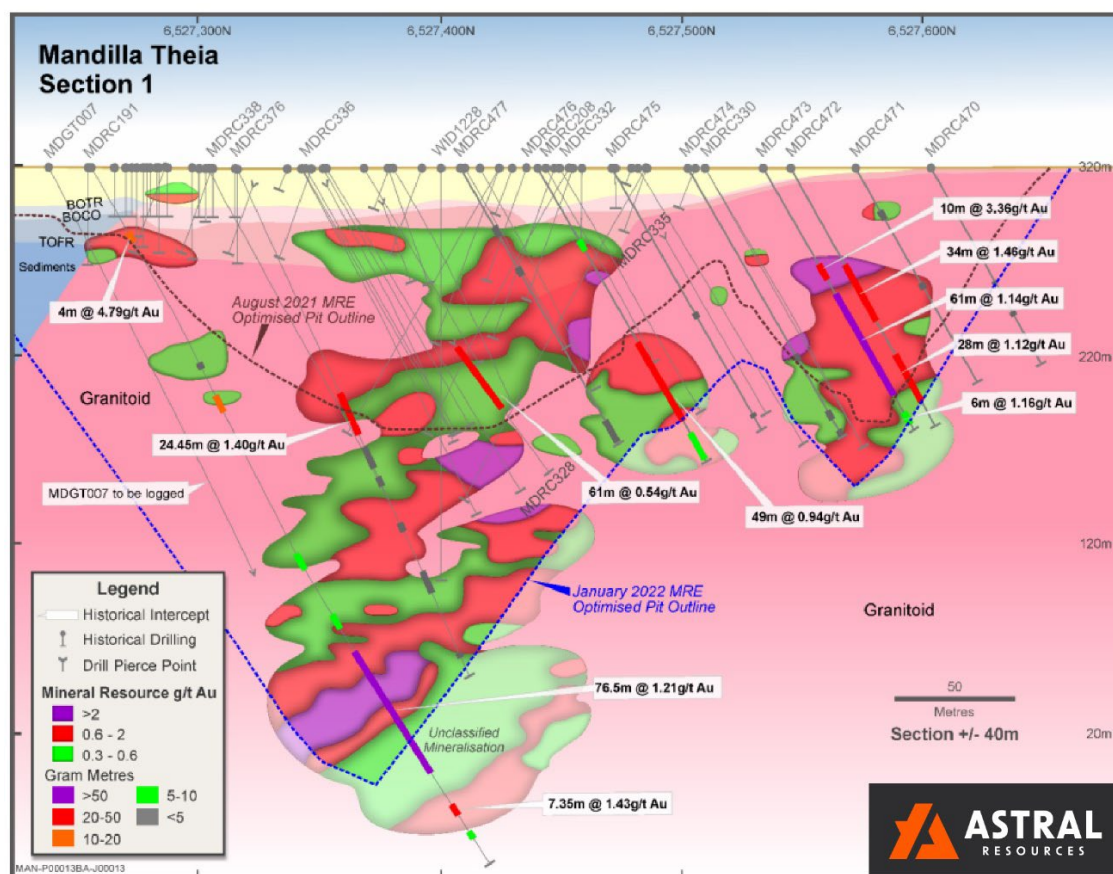 6,527,300N
6,527,400N
6,527,500N
6,527,600N
Mandilla Theia
Section 1
MDGT007
MDRC191
MDRC338
MDRC376
MDRC336
WID1228
MDRC477
MDRC476
MDRC208
MDRC332
MDRC475
MDRC474
MDRC330
MDRC473
MDRC472
MDRC471
MDRC470
320m
BOTR
BOCO
TOFR
Sediments
MDRC335
10m @ 3.36g/t Au
34m @ 1.46g/t Au
61m @ 1.14g/t Au
28m @ 1.12g/t Au
6m @ 1.16g/t Au
4m @ 4.79g/t Au
August 2021 MRE
Optimised Pit Outline
220m
Granitoid
24.45m @ 1.40g/t Au
MDGT007 to be logged
MDRC328
61m @ 0.54g/t Au
49m @ 0.94g/t Au
120m
January 2022 MRE
Optimised Pit Outline
Granitoid
Legend
Historical Intercept
Historical Drilling
Drill Pierce Point
Mineral Resource g/t Au
>2
0.6 - 2
0.3 - 0.6
Gram Metres
>50
5-10
20-50
<5
10-20
76.5m @ 1.21g/t Au
Unclassified
Mineralisation
50
Metres
Section +/- 40m
20m
7.35m @ 1.43g/t Au
ASTRAL
RESOURCES
MAN-P00013BA-J00013